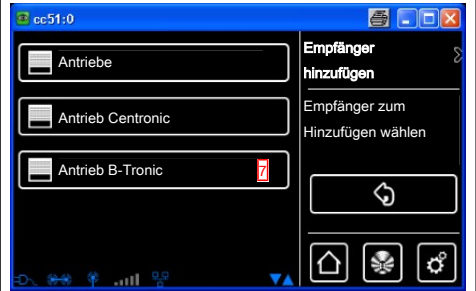 cc51:0
Antriebe
Antrieb Centronic
Antrieb B-Tronic
7
Empfänger
hinzufügen
Empfänger zum
Hinzufügen wählen